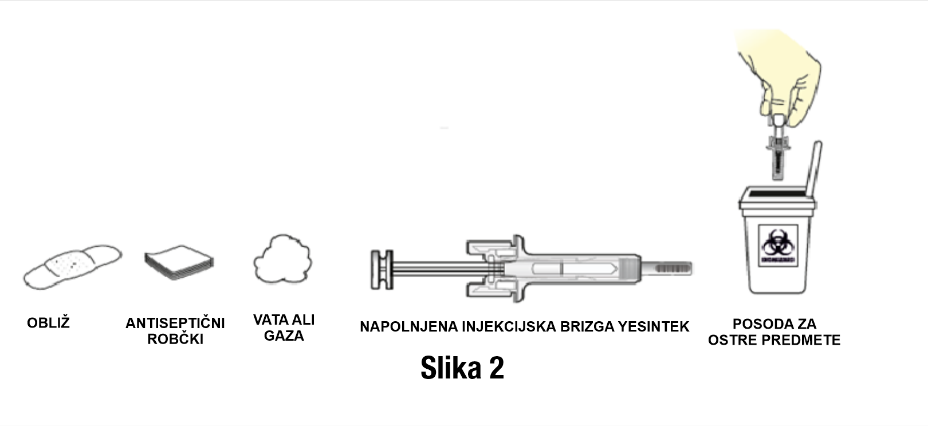 OBLIŽ
ANTISEPTIČNI
ROBČKI
VATA ALI
GAZA
NAPOLNJENA INJEKCIJSKA BRIZGA YESINTEK
POSODA ZA
OSTRE PREDMETE
Slika 2